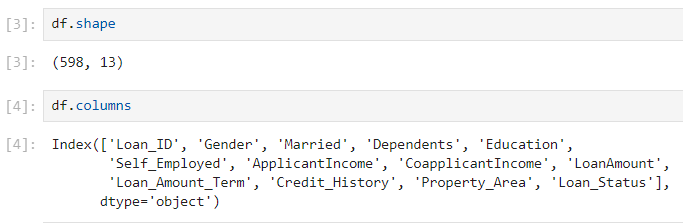 [3]: df.shape
[3]: (598, 13)
[4]: df.columns
[4]: Index(['Loan_ID', 'Gender', 'Married', 'Dependents', 'Education',
'Self_Employed', 'ApplicantIncome', 'CoapplicantIncome', 'LoanAmount',
'Loan_Amount_Term', 'Credit_History', 'Property_Area', 'Loan_Status'],
dtype='object')